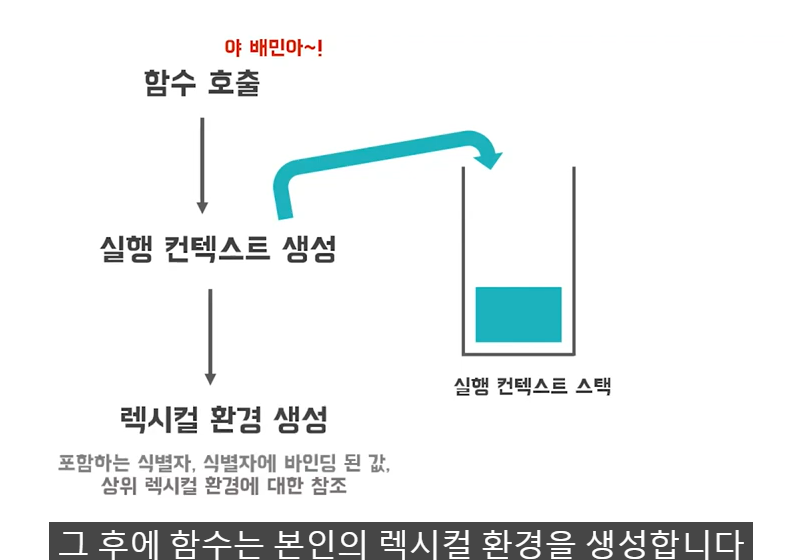 야 배민아~!
함수 호출
실행 컨텍스트 생성
실행 컨텍스트 스택
렉시컬 환경 생성
포함하는 식별자, 식별자에 바인딩 된 값,
상위 렉시컬 환경에 대한 참조
그 후에 함수는 본인의 렉시컬 환경을 생성합니다